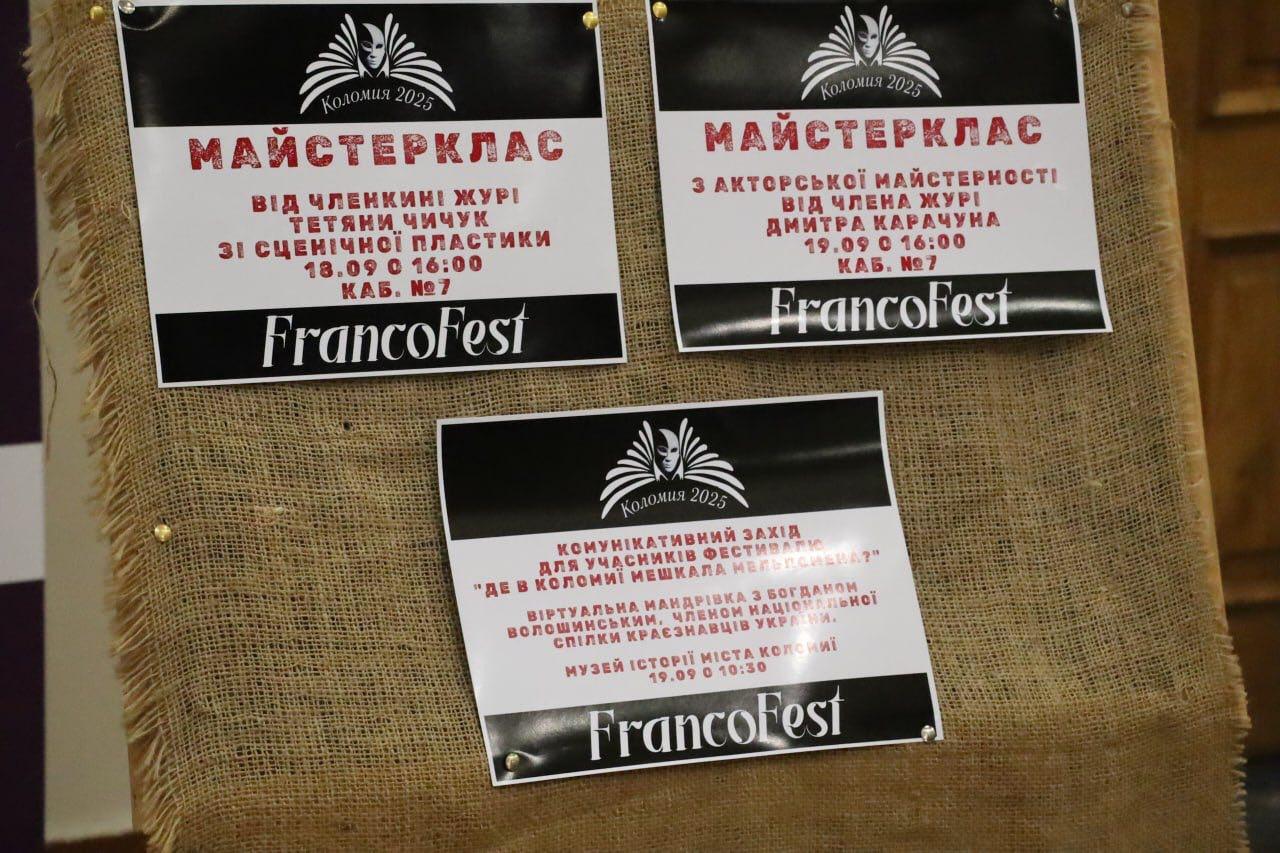 Коломия 2025
МАЙСТЕРКЛАС
ВІД ЧЛЕНКИНІ ЖУРІ
ТЕТЯНИ ЧИЧУК
ЗІ СЦЕНІЧНОЇ ПЛАСТИКИ
18.09 О 16:00
КАБ. №7
FrancoFest
Коломия 2025
МАЙСТЕРКЛАС
З АКТОРСЬКОЇ МАЙСТЕРНОСТІ
ВІД ЧЛЕНА ЖУРІ
ДМИТРА КАРАЧУНА
19.09 О 16:00
КАБ. №7
FrancoFest
Коломия 2025
КОМУНІКАТИВНИЙ ЗАХІД
ДЛЯ УЧАСНИКІВ ФЕСТИВАЛЮ
"ДЕ В КОЛОМИЇ МЕШКАЛА МЕЛЬПОМЕНА?"
ВІРТУАЛЬНА МАНДРІВКА З БОГДАНОМ
ВОЛОШИНСЬКИМ, ЧЛЕНОМ НАЦІОНАЛЬНОЇ
СПІЛКИ КРАЄЗНАВЦІВ УКРАЇНИ.
МУЗЕЙ ІСТОРІЇ МІСТА КОЛОМИЇ
19.09 О 10:30
FrancoFest